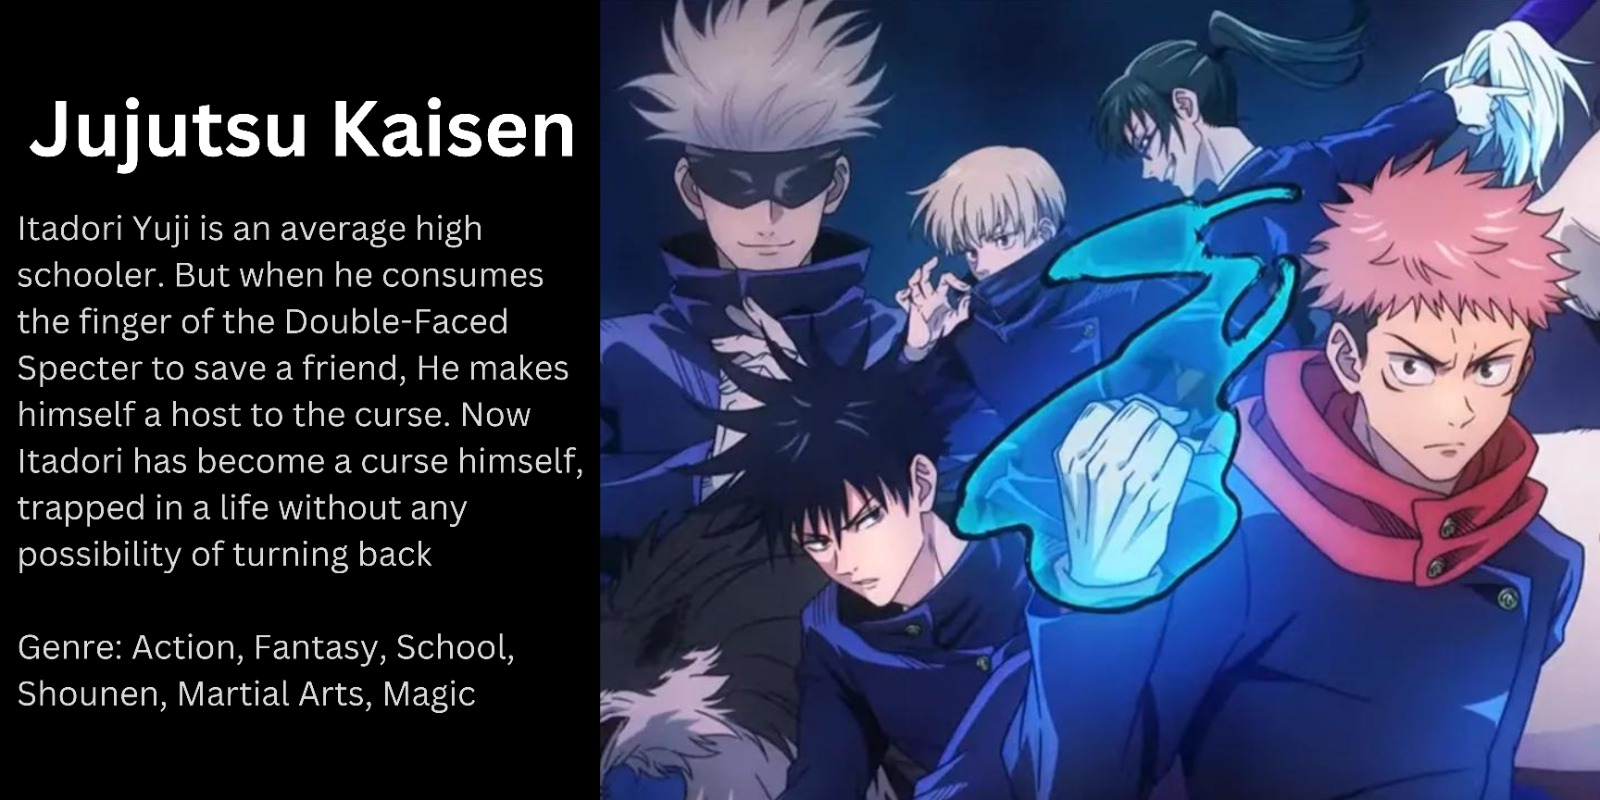 Jujutsu Kaisen
Itadori Yuji is an average high
schooler. But when he consumes
the finger of the Double-Faced
Specter to save a friend, He makes
himself a host to the curse. Now
Itadori has become a curse himself,
trapped in a life without any
possibility of turning back
Genre: Action, Fantasy, School,
Shounen, Martial Arts, Magic